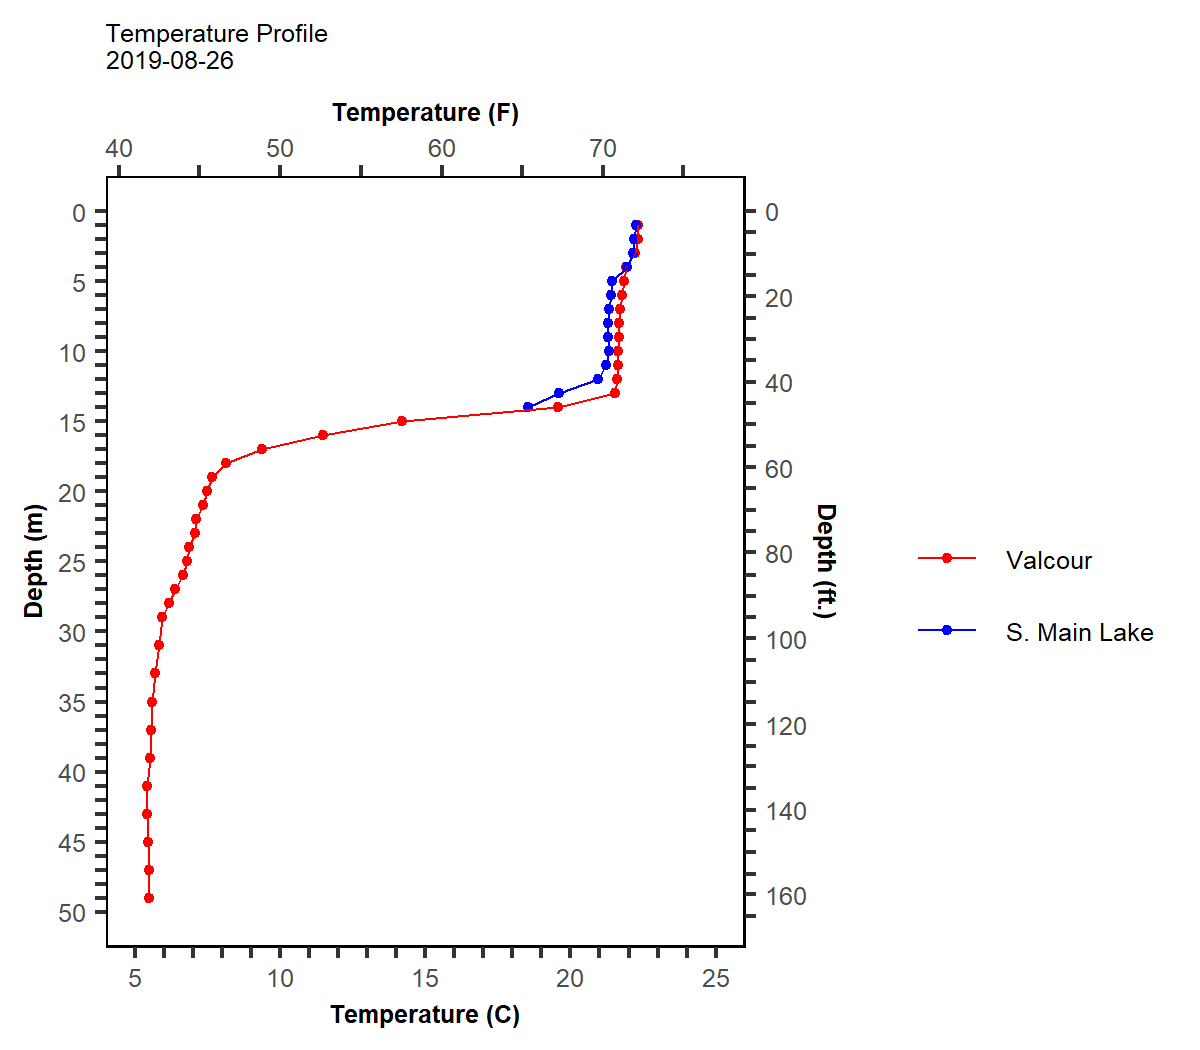 Temperature Profile
2019-08-26
Temperature (F)
40 50 60 70
0
5
10
15
20
25
30
35
40
45
50
Depth (m)
0
20
40
60
80
100
120
140
160
Depth (ft.)
Valcour
S. Main Lake
5 10 15 20 25
Temperature (C)